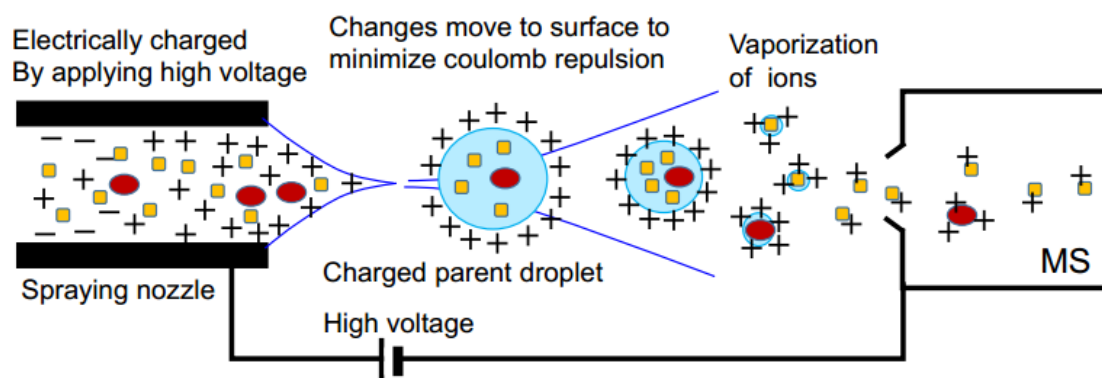 Electrically charged
By applying high voltage
Changes move to surface to
minimize coulomb repulsion
Vaporization
of ions
Spraying nozzle
Charged parent droplet
High voltage
MS